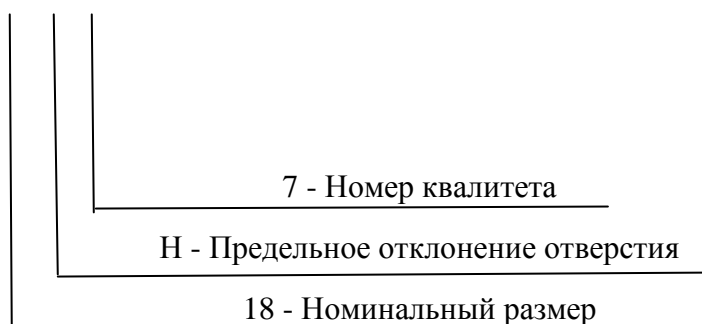 7 - Номер квалитета
Н - Предельное отклонение отверстия
18 - Номинальный размер